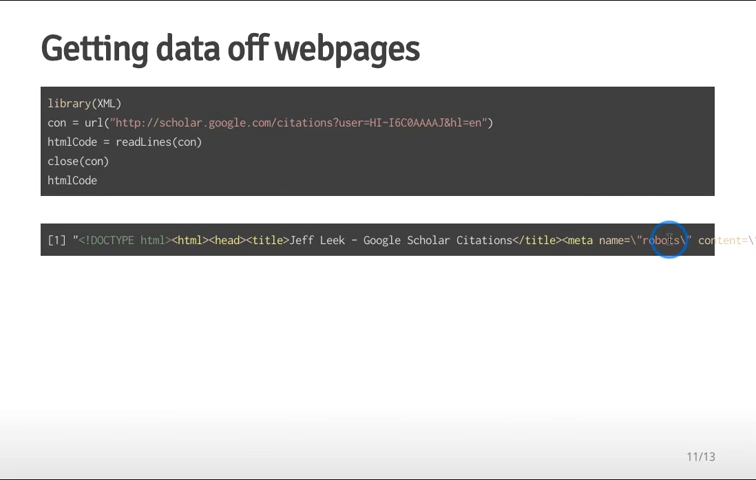 Getting data off webpages
library(XML)
con = url("http://scholar.google.com/citations?user=HI-I6C0AAAAJ&hl=en")
htmlCode = readLines(con)
close(con)
htmlCode
[1] "<!DOCTYPE html><html><head><title>Jeff Leek - Google Scholar Citations</title><meta name=\"robots\" content=\"
11/13